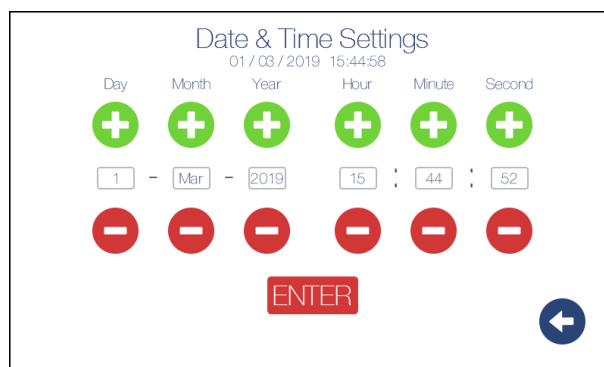 Date & Time Settings
01 / 03 / 2019 15:44:58
Day Month Year Hour Minute Second
1 - Mar - 2019 15 : 44 : 52
ENTER